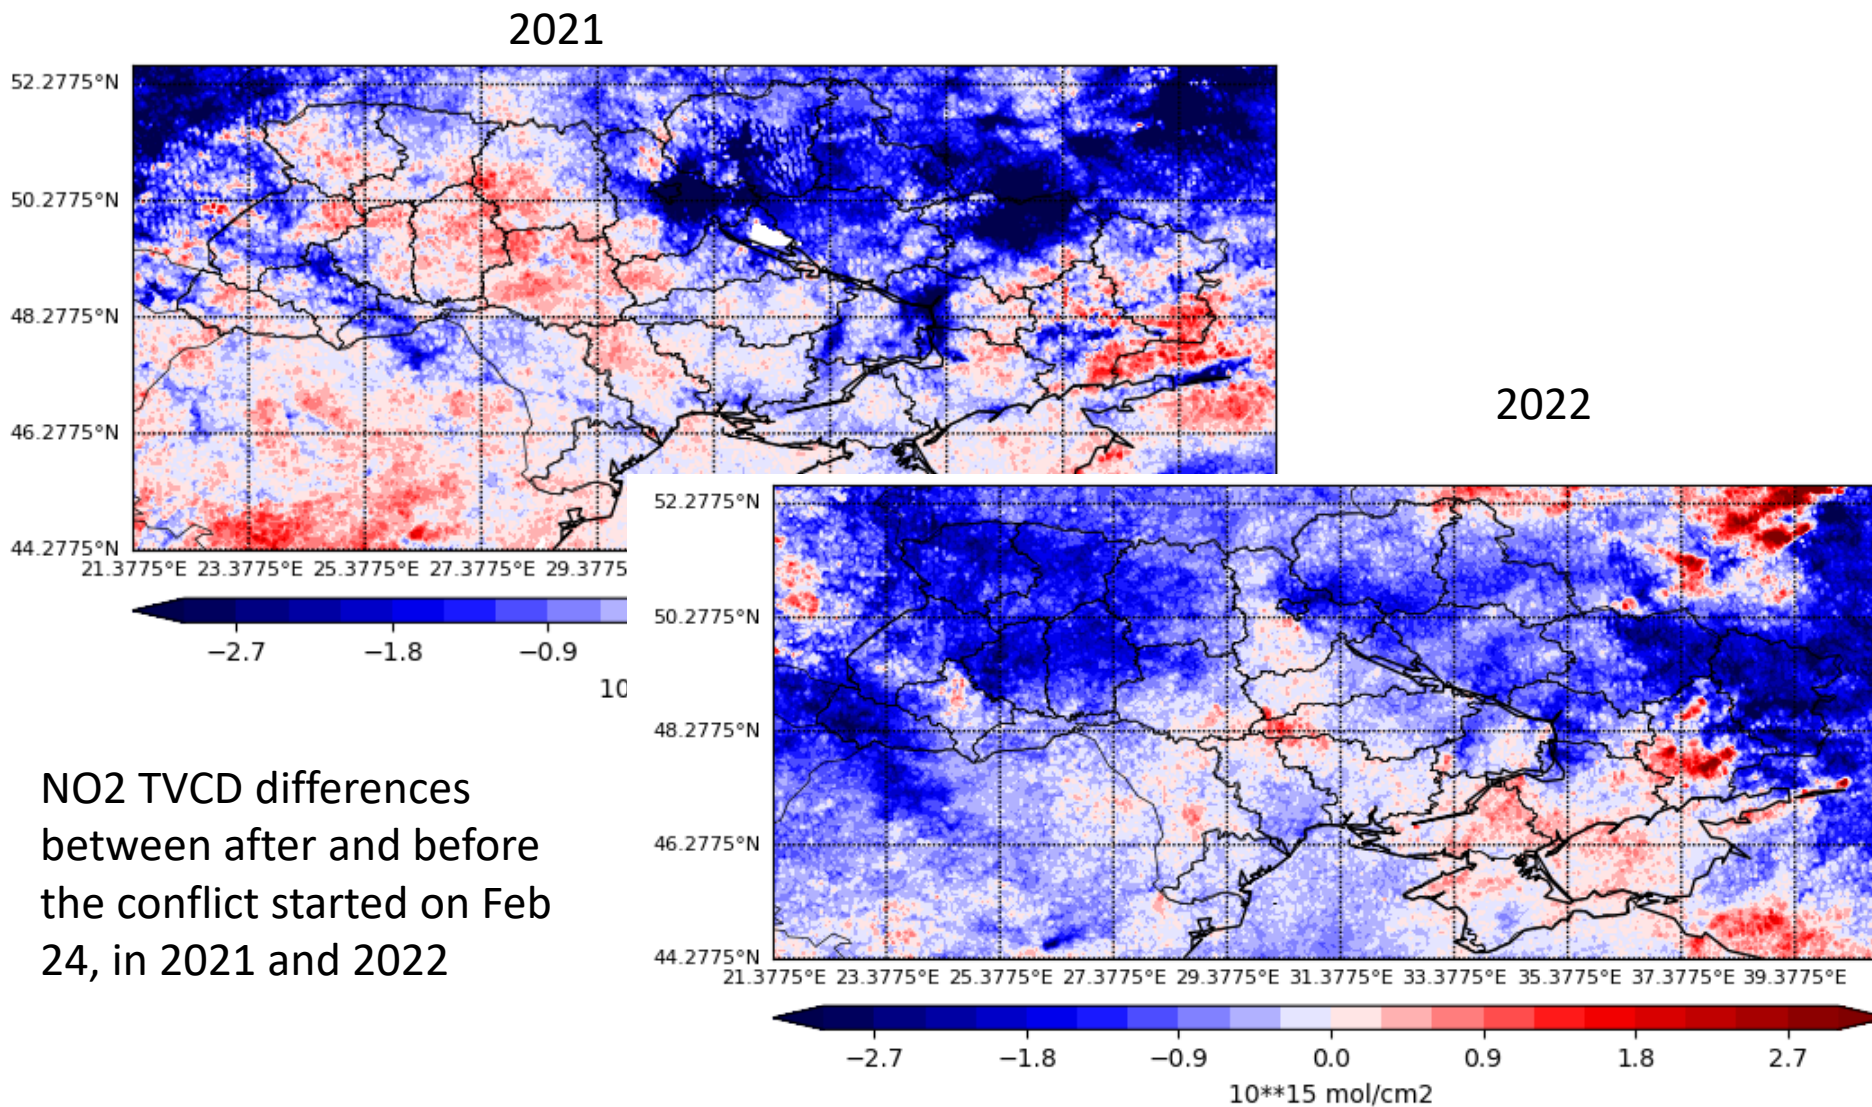 2021
52.2775°N
50.2775°N
48.2775°N
46.2775°N
44.2775°N
21.3775°E 23.3775°E 25.3775°E 27.3775°E 29.3775
−2.7 −1.8 −0.9
10
2022
52.2775°N
50.2775°N
48.2775°N
46.2775°N
44.2775°N
21.3775°E 23.3775°E 25.3775°E 27.3775°E 29.3775°E 31.3775°E 33.3775°E 35.3775°E 37.3775°E 39.3775°E
−2.7 −1.8 −0.9 0.0 0.9 1.8 2.7
10**15 mol/cm2
NO2 TVCD differences
between after and before
the conflict started on Feb
24, in 2021 and 2022